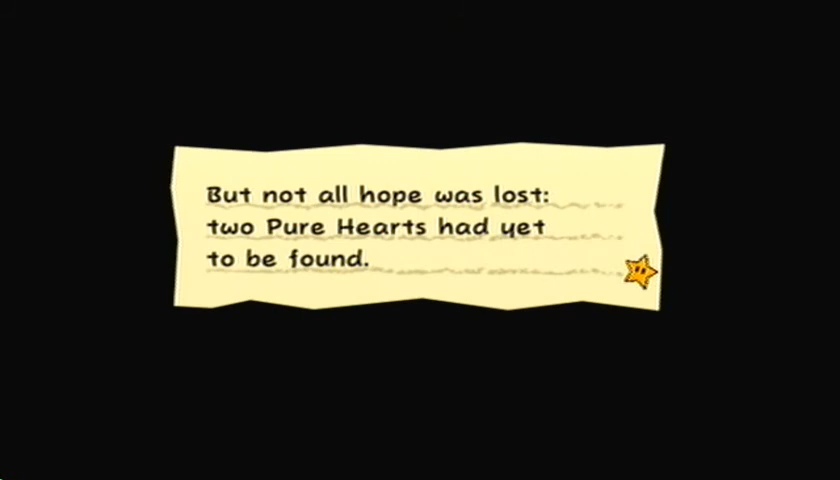 But not all hope was lost:
two Pure Hearts had yet
to be found.